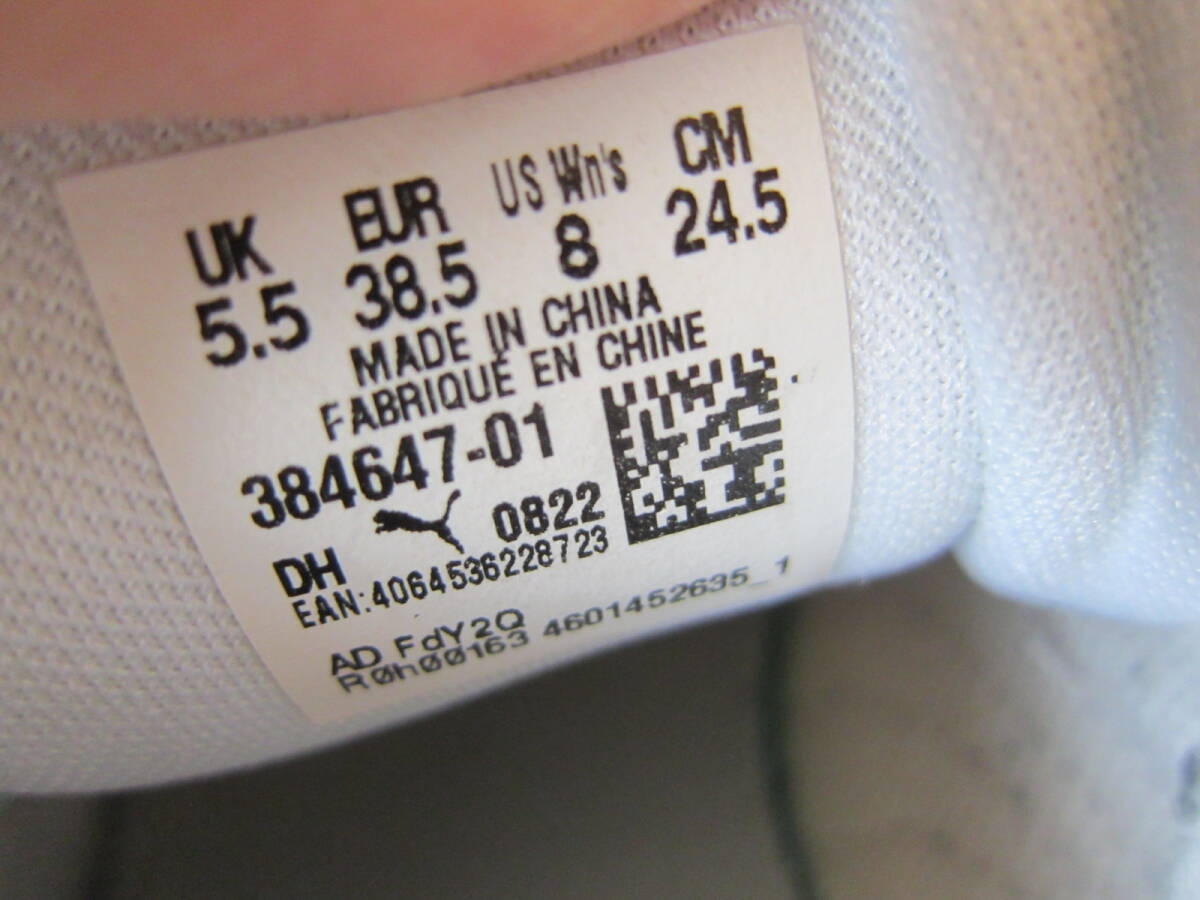 UK EUR US Wn's CM
5.5 38.5 8 24.5
MADE IN CHINA
FABRIQUÉ EN CHINE
384647-01
DH 0822
EAN:4064536228723
AD FdY2Q
R0h00163 4601452635_1